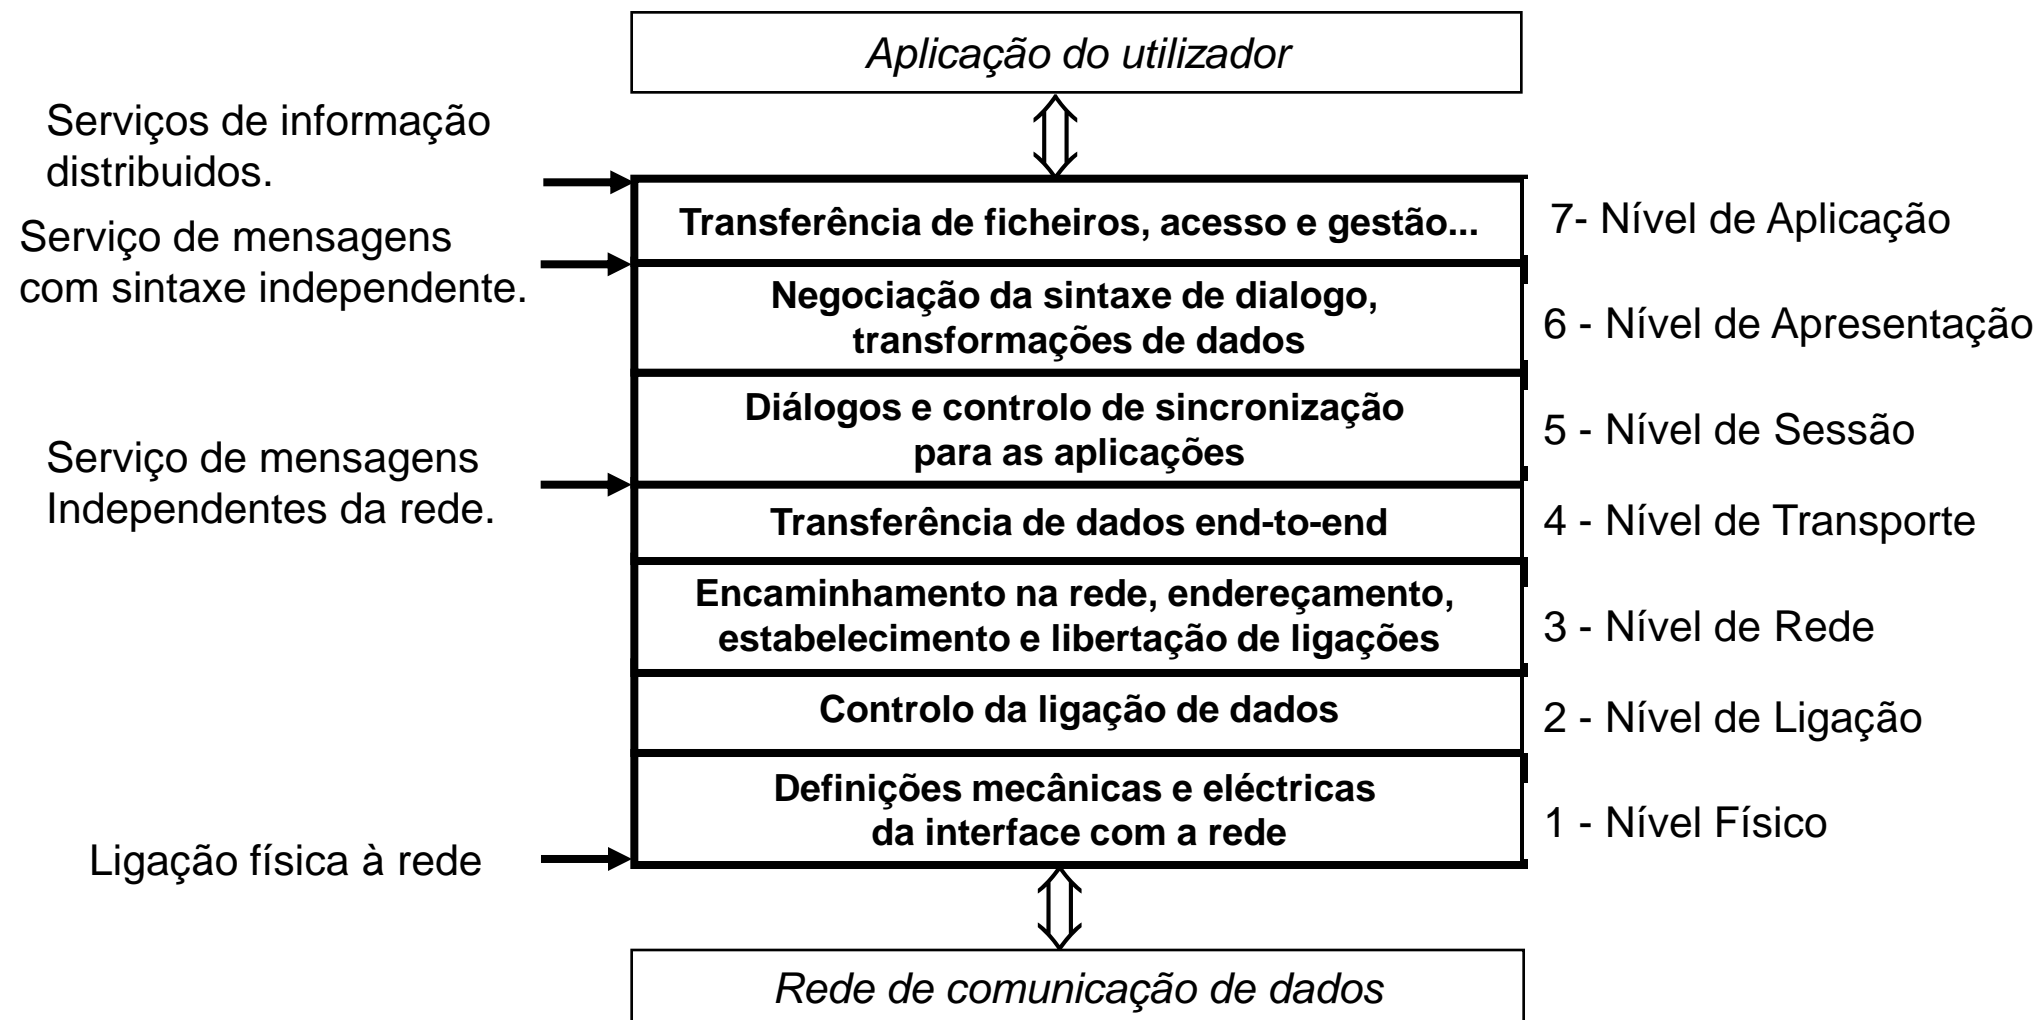 Aplicação do utilizador
Serviços de informação
distribuidos.
Transferência de ficheiros, acesso e gestão...
7- Nível de Aplicação
Serviço de mensagens
com sintaxe independente.
Negociação da sintaxe de dialogo,
transformações de dados
6 - Nível de Apresentação
Diálogos e controlo de sincronização
para as aplicações
5 - Nível de Sessão
Serviço de mensagens
Independentes da rede.
Transferência de dados end-to-end
4 - Nível de Transporte
Encaminhamento na rede, endereçamento,
estabelecimento e libertação de ligações
3 - Nível de Rede
Controlo da ligação de dados
2 - Nível de Ligação
Definições mecânicas e eléctricas
da interface com a rede
1 - Nível Físico
Ligação física à rede
Rede de comunicação de dados